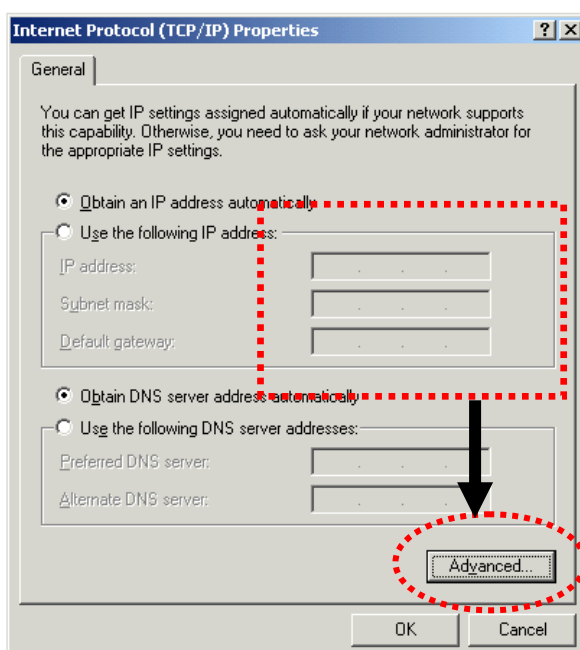 Internet Protocol (TCP/IP) Properties
General
You can get IP settings assigned automatically if your network supports
this capability. Otherwise, you need to ask your network administrator for
the appropriate IP settings.
Obtain an IP address automatically
Use the following IP address:
IP address:
Subnet mask:
Default gateway:
Obtain DNS server address automatically
Use the following DNS server addresses:
Preferred DNS server:
Alternate DNS server:
Advanced...
OK Cancel